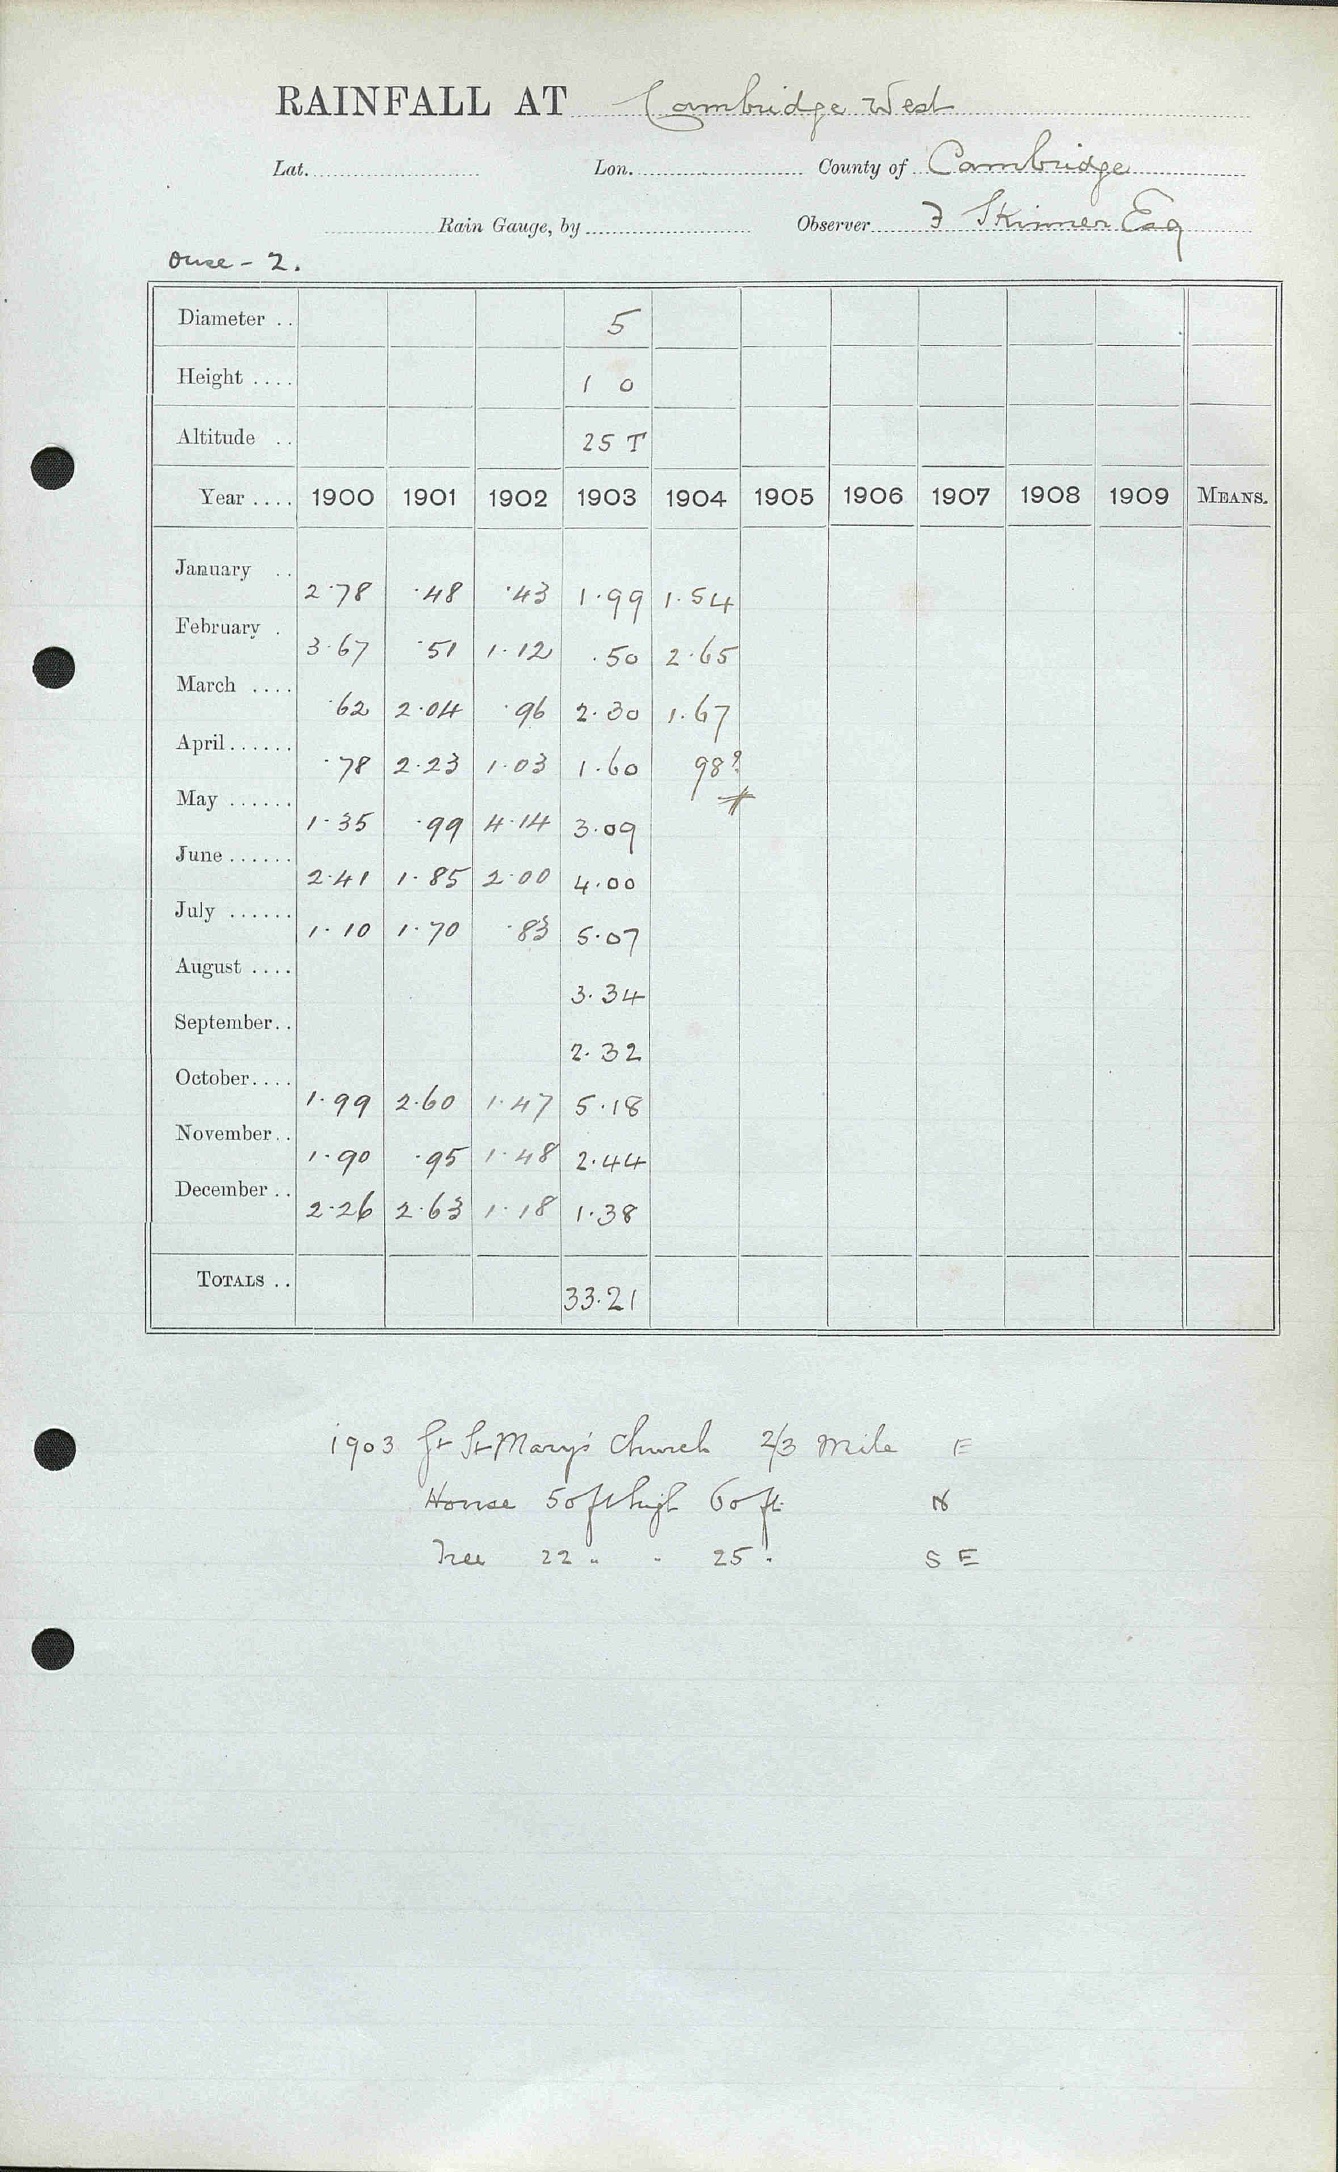 RAINFALL AT Cambridge West
Lat. Lon. County of Cambridge
Rain Gauge, by Observer F Skinner Esq
Ouse - 2.
Diameter .. 5
Height .... 1 0
Altitude .. 25 T
Year .... 1900 1901 1902 1903 1904 1905 1906 1907 1908 1909 MEANS.
January .. 2.78 .48 .43 1.99 1.54
February . 3.67 .51 1.12 .50 2.65
March .... .62 2.04 .96 2.30 1.67
April...... .78 2.23 1.03 1.60 98?
May ...... 1.35 .99 4.14 3.09
June ...... 2.41 1.85 2.00 4.00
July ...... 1.10 1.70 .83 5.07
August .... 3.34
September.. 2.32
October.... 1.99 2.60 1.47 5.18
November.. 1.90 .95 1.48 2.44
December .. 2.26 2.63 1.18 1.38
TOTALS .. 33.21
1903 Gt St Mary's Church 2/3 Mile E
House 50ft high 60 ft N
Tree 22 " " 25 " S E